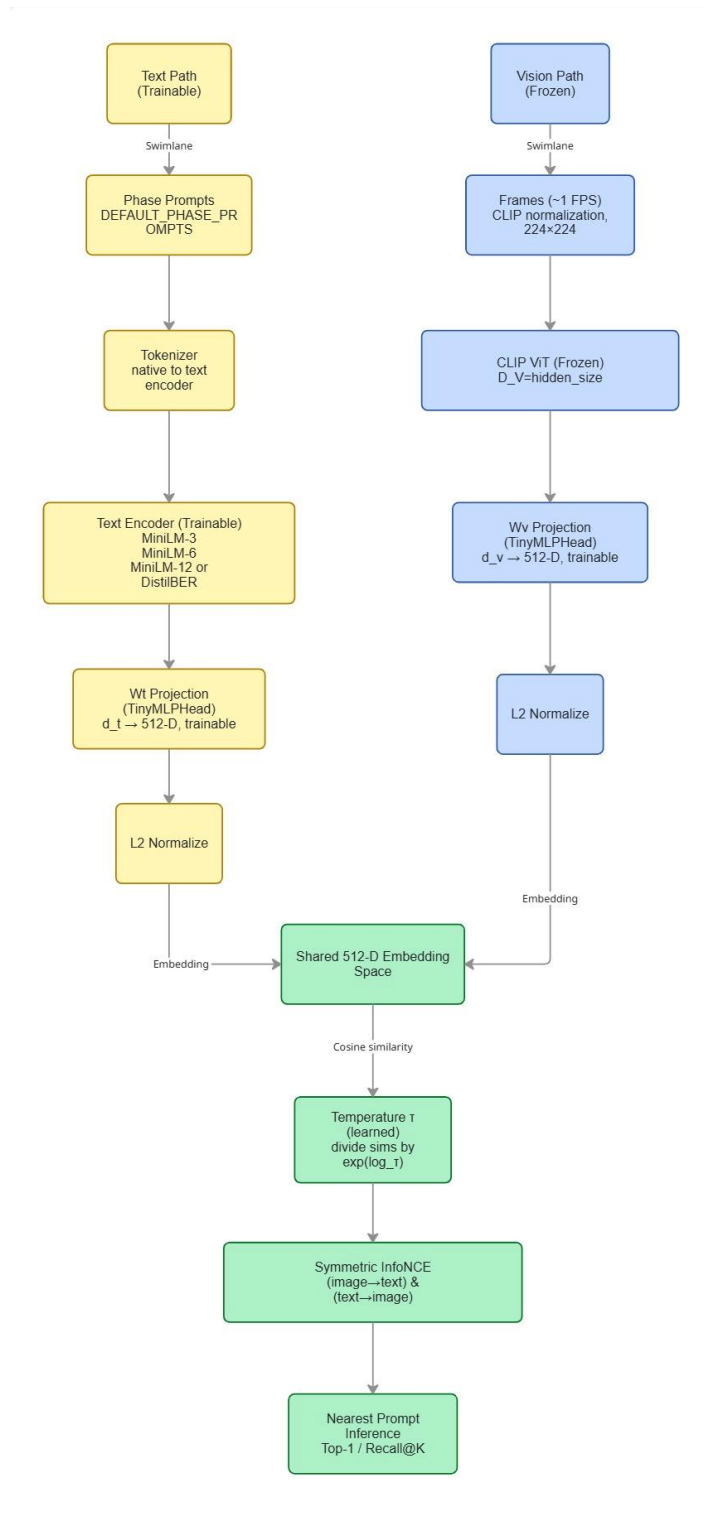 Text Path
(Trainable)
Swimlane
Phase Prompts
DEFAULT_PHASE_PR
OMPTS
Tokenizer
native to text
encoder
Text Encoder (Trainable)
MiniLM-3
MiniLM-6
MiniLM-12 or
DistilBER
Wt Projection
(TinyMLPHead)
d_t → 512-D, trainable
L2 Normalize
Embedding
Vision Path
(Frozen)
Swimlane
Frames (~1 FPS)
CLIP normalization,
224×224
CLIP ViT (Frozen)
D_V=hidden_size
Wv Projection
(TinyMLPHead)
d_v → 512-D, trainable
L2 Normalize
Embedding
Shared 512-D Embedding
Space
Cosine similarity
Temperature τ
(learned)
divide sims by
exp(log_τ)
Symmetric InfoNCE
(image→text) &
(text→image)
Nearest Prompt
Inference
Top-1 / Recall@K